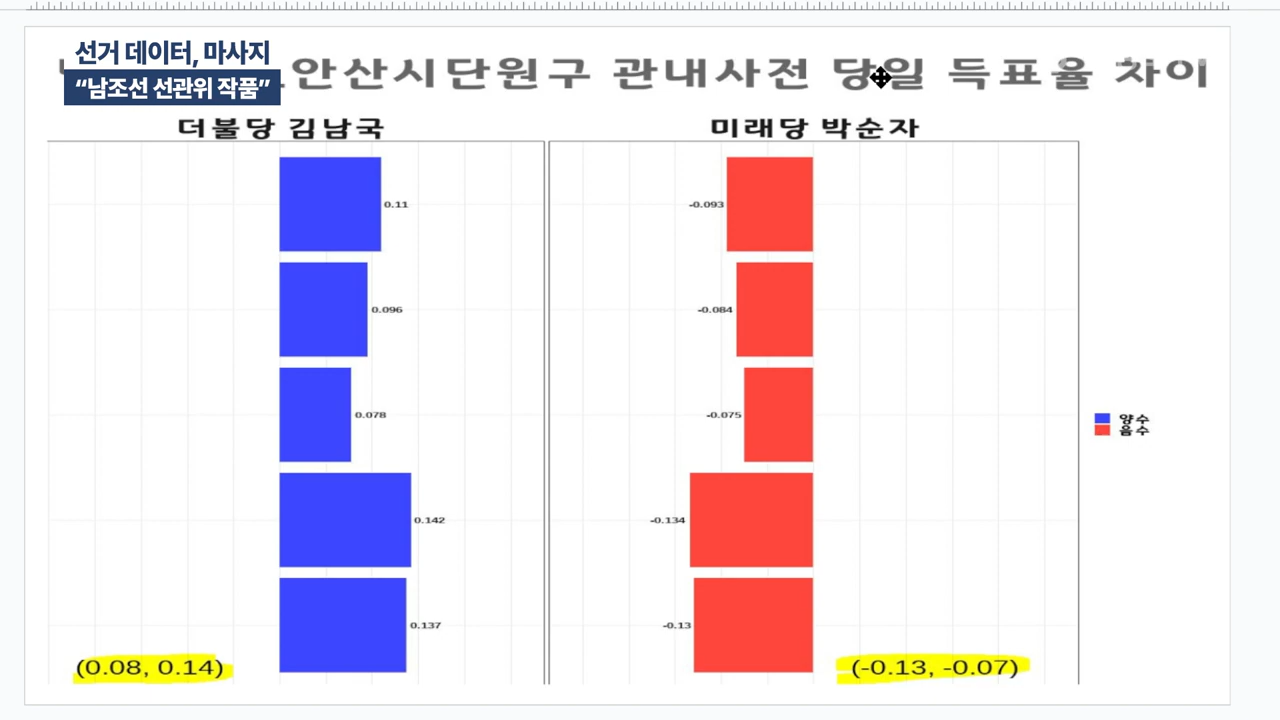 선거 데이터, 마사지
“남조선 선관위 작품”
안산시단원구 관내사전 당일 득표율 차이
더불당 김남국
미래당 박순자
0.11
-0.093
0.096
-0.084
0.078
-0.075
양수
음수
0.142
-0.134
0.137
-0.13
(0.08, 0.14)
(-0.13, -0.07)